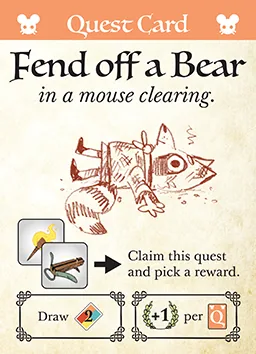 Quest Card
Fend off a Bear
in a mouse clearing.
Claim this quest
and pick a reward.
Draw 2
+1 per Q